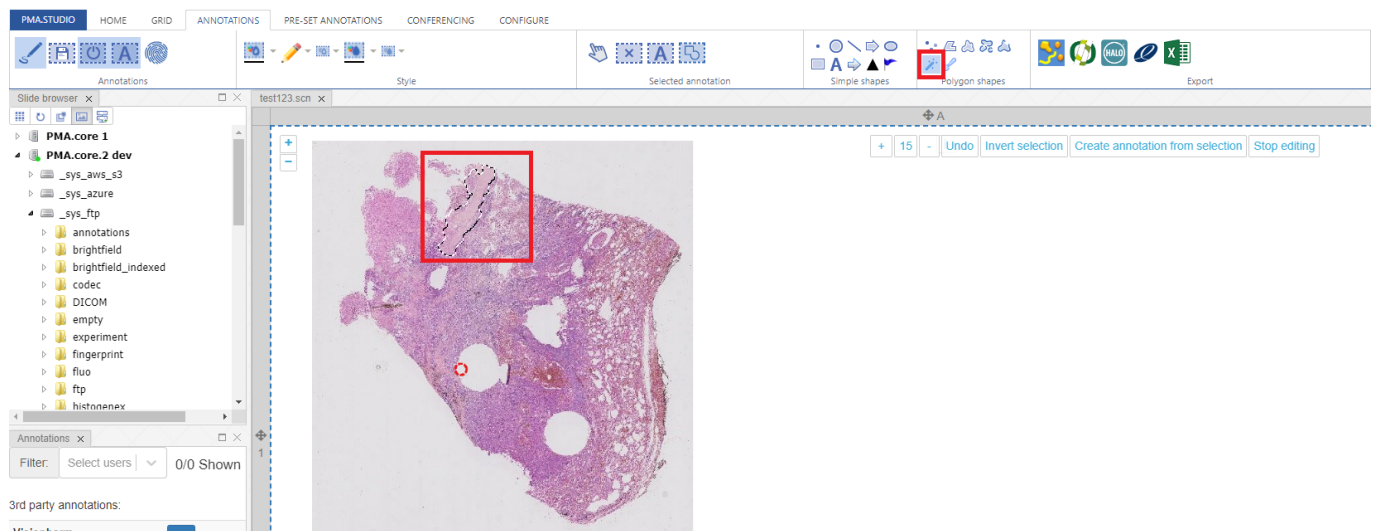 PMA.STUDIO HOME GRID ANNOTATIONS PRE-SET ANNOTATIONS CONFERENCING CONFIGURE
A A A HALO
Annotations Style Selected annotation Simple shapes Polygon shapes Export
Slide browser x test123.scn x
A
PMA.core 1
PMA.core.2 dev
_sys_aws_s3
_sys_azure
_sys_ftp
annotations
brightfield
brightfield_indexed
codec
DICOM
empty
experiment
fingerprint
fluo
ftp
histogenex
+ 15 - Undo Invert selection Create annotation from selection Stop editing
+
-
Annotations x
1
Filter: Select users 0/0 Shown
3rd party annotations: